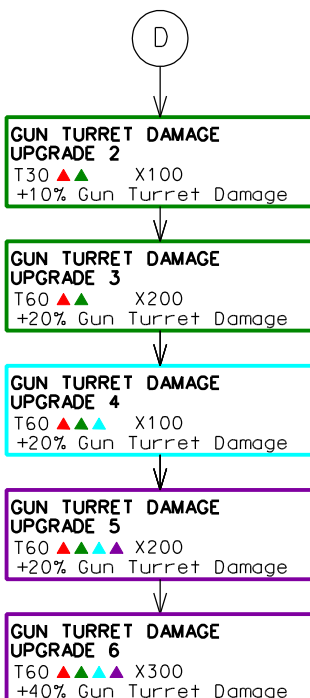 D
GUN TURRET DAMAGE
UPGRADE 2
T30 X100
+10% Gun Turret Damage
GUN TURRET DAMAGE
UPGRADE 3
T60 X200
+20% Gun Turret Damage
GUN TURRET DAMAGE
UPGRADE 4
T60 X100
+20% Gun Turret Damage
GUN TURRET DAMAGE
UPGRADE 5
T60 X200
+20% Gun Turret Damage
GUN TURRET DAMAGE
UPGRADE 6
T60 X300
+40% Gun Turret Damage